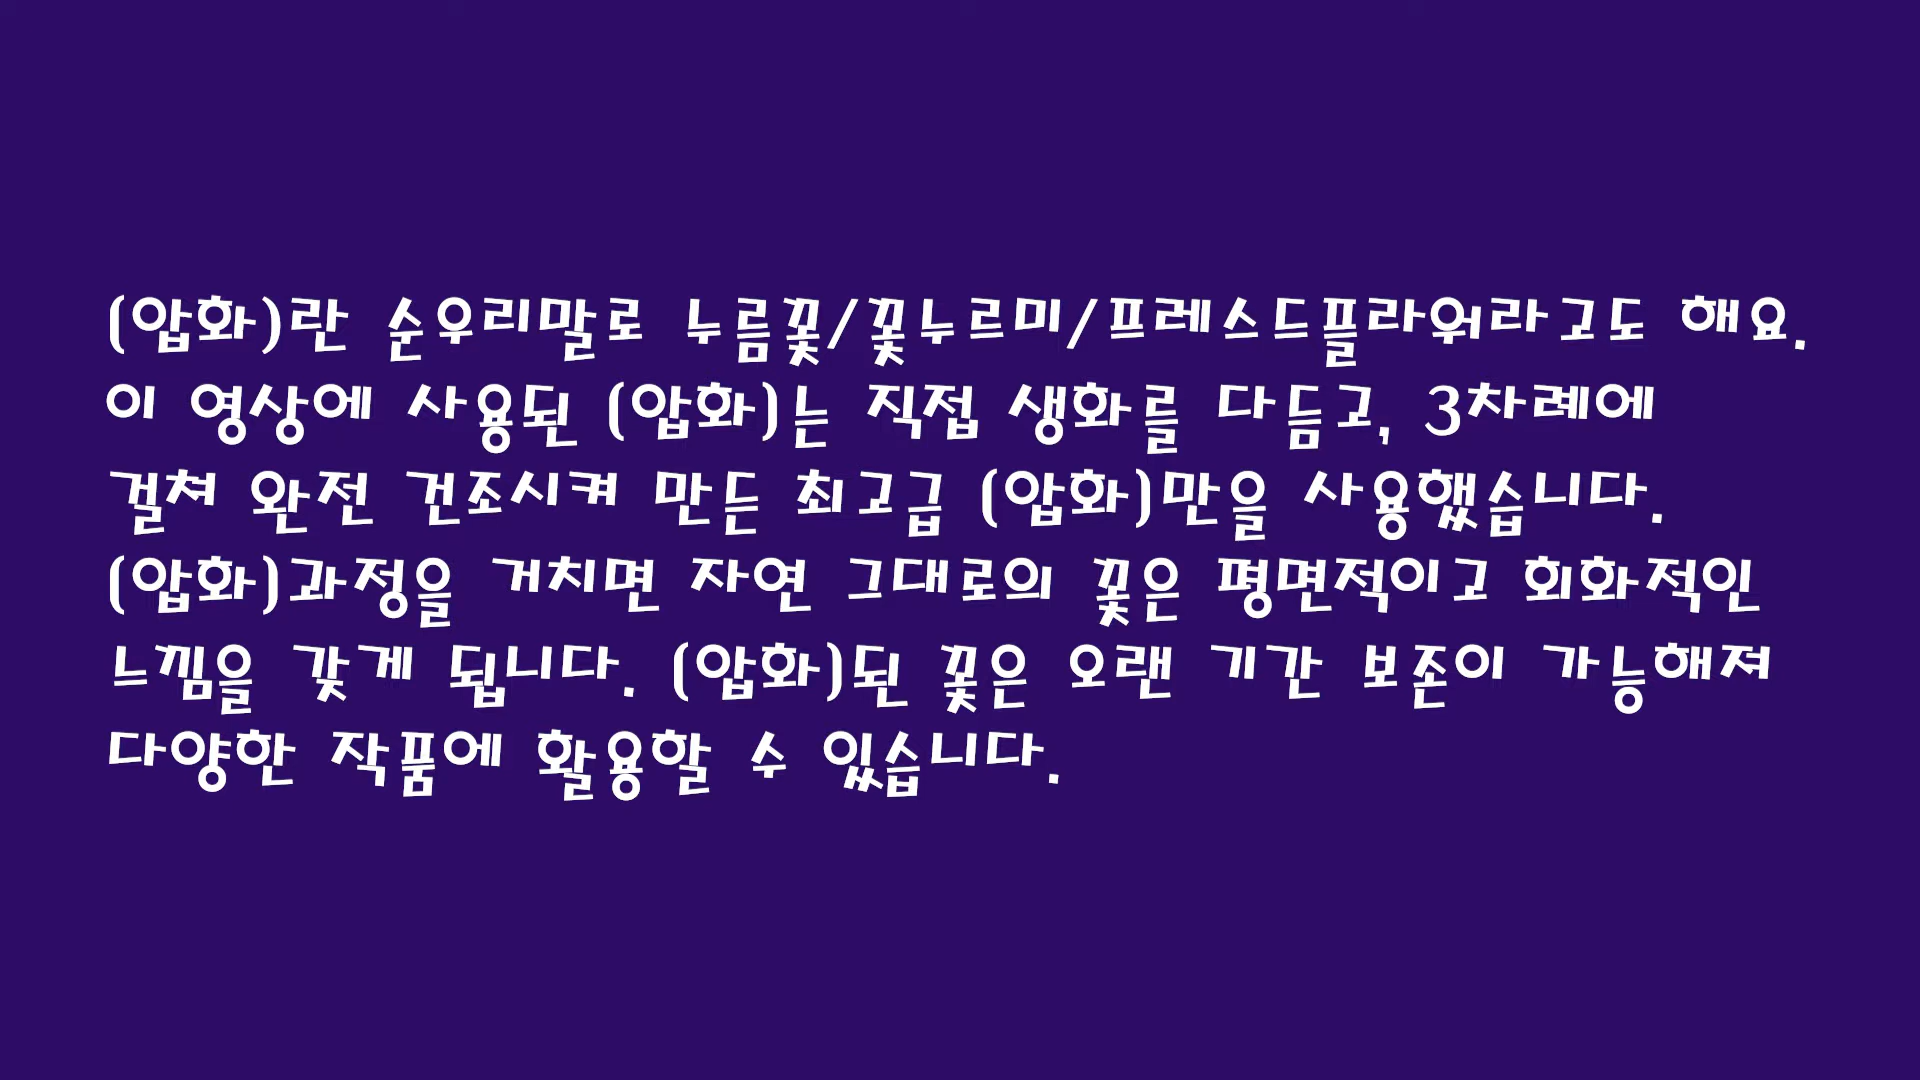 (압화)란 순우리말로 누름꽃/꽃누르미/프레스드플라워라고도 해요.
이 영상에 사용된 (압화)는 직접 생화를 다듬고, 3차례에
걸쳐 완전 건조시켜 만든 최고급 (압화)만을 사용했습니다.
(압화)과정을 거치면 자연 그대로의 꽃은 평면적이고 회화적인
느낌을 갖게 됩니다. (압화)된 꽃은 오랜 기간 보존이 가능해져
다양한 작품에 활용할 수 있습니다.